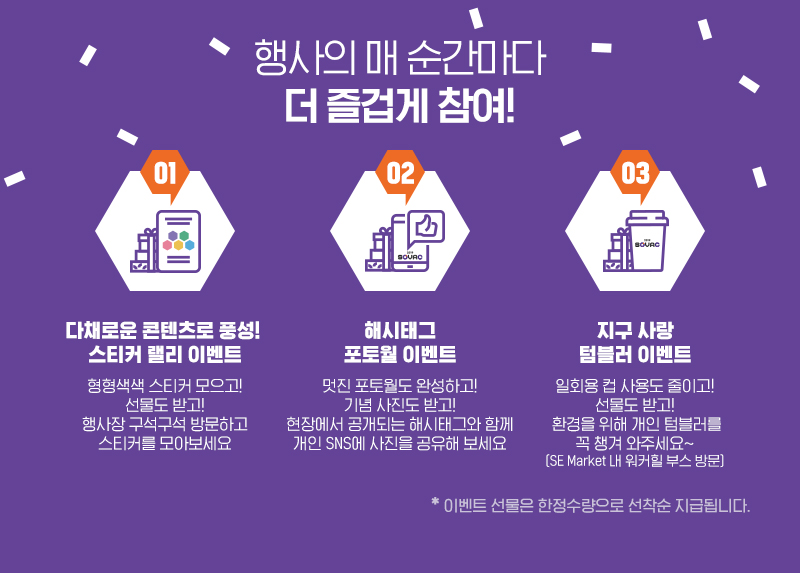 행사의 매 순간마다
더 즐겁게 참여!
01
다채로운 콘텐츠로 풍성!
스티커 랠리 이벤트
형형색색 스티커 모으고!
선물도 받고!
행사장 구석구석 방문하고
스티커를 모아보세요
02
SOVAC
해시태그
포토월 이벤트
멋진 포토월도 완성하고!
기념 사진도 받고!
현장에서 공개되는 해시태그와 함께
개인 SNS에 사진을 공유해 보세요
03
SOVAC
지구 사랑
텀블러 이벤트
일회용 컵 사용도 줄이고!
선물도 받고!
환경을 위해 개인 텀블러를
꼭 챙겨 와주세요~
(SE Market 내 워커힐 부스 방문)
* 이벤트 선물은 한정수량으로 선착순 지급됩니다.